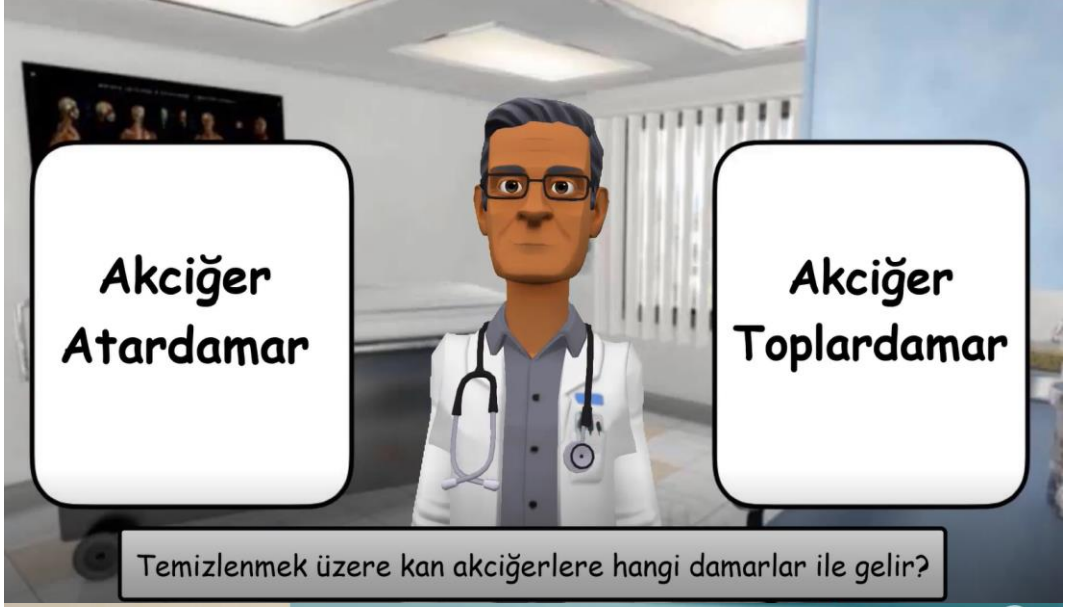 Akciğer
Atardamar
Akciğer
Toplardamar
Temizlenmek üzere kan akciğerlere hangi damarlar ile gelir?